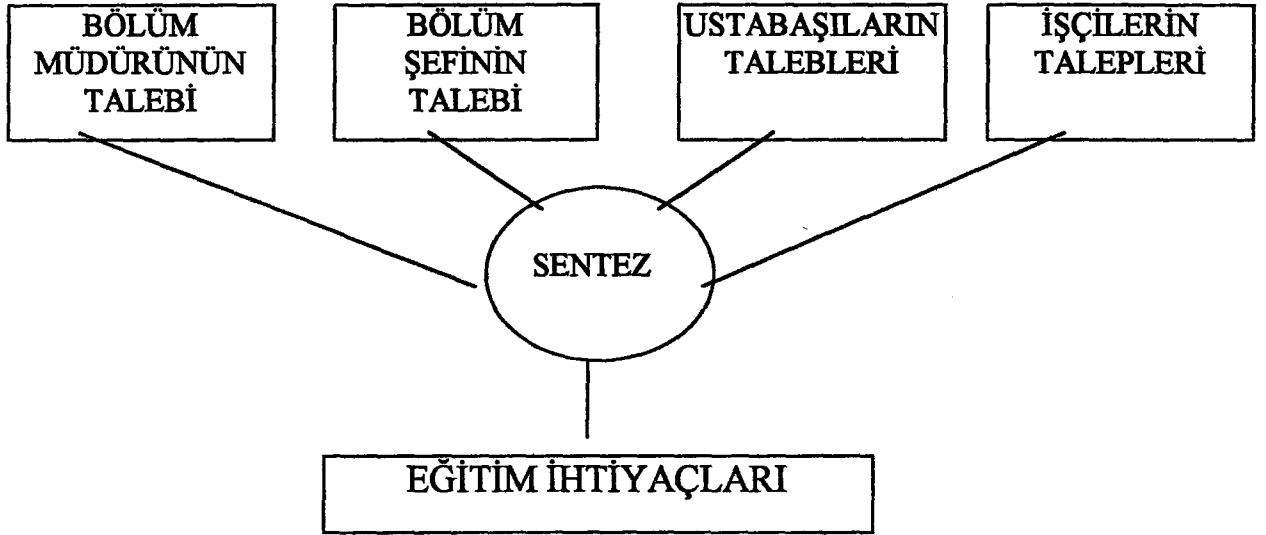 BÖLÜM
MÜDÜRÜNÜN
TALEBİ
BÖLÜM
ŞEFİNİN
TALEBİ
USTABAŞILARIN
TALEBLERİ
İŞÇİLERİN
TALEPLERİ
SENTEZ
EĞİTİM İHTİYAÇLARI